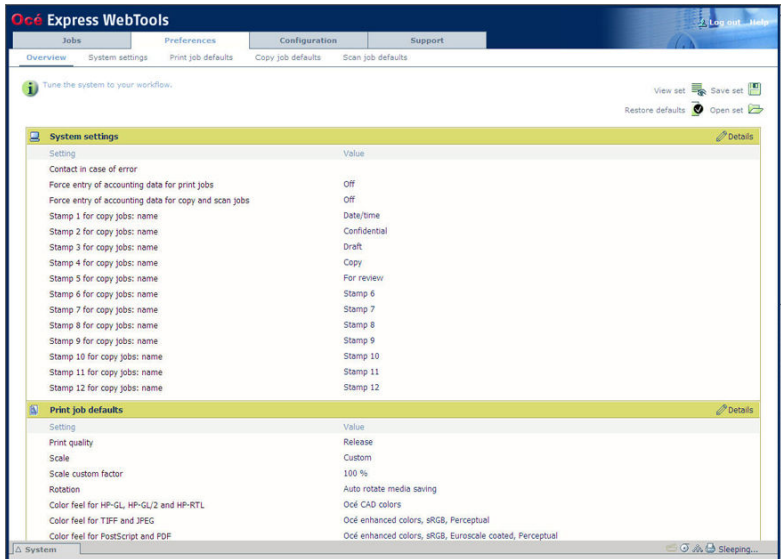 Océ Express WebTools
Log out Help
Jobs Preferences Configuration Support
Overview System settings Print job defaults Copy job defaults Scan job defaults
Tune the system to your workflow.
View set Save set
Restore defaults Open set
System settings Details
Setting Value
Contact in case of error
Force entry of accounting data for print jobs Off
Force entry of accounting data for copy and scan jobs Off
Stamp 1 for copy jobs: name Date/time
Stamp 2 for copy jobs: name Confidential
Stamp 3 for copy jobs: name Draft
Stamp 4 for copy jobs: name Copy
Stamp 5 for copy jobs: name For review
Stamp 6 for copy jobs: name Stamp 6
Stamp 7 for copy jobs: name Stamp 7
Stamp 8 for copy jobs: name Stamp 8
Stamp 9 for copy jobs: name Stamp 9
Stamp 10 for copy jobs: name Stamp 10
Stamp 11 for copy jobs: name Stamp 11
Stamp 12 for copy jobs: name Stamp 12
Print job defaults Details
Setting Value
Print quality Release
Scale Custom
Scale custom factor 100 %
Rotation Auto rotate media saving
Color feel for HP-GL, HP-GL/2 and HP-RTL Océ CAD colors
Color feel for TIFF and JPEG Océ enhanced colors, sRGB, Perceptual
Color feel for PostScript and PDF Océ enhanced colors, sRGB, Euroscale coated, Perceptual
System Sleeping...